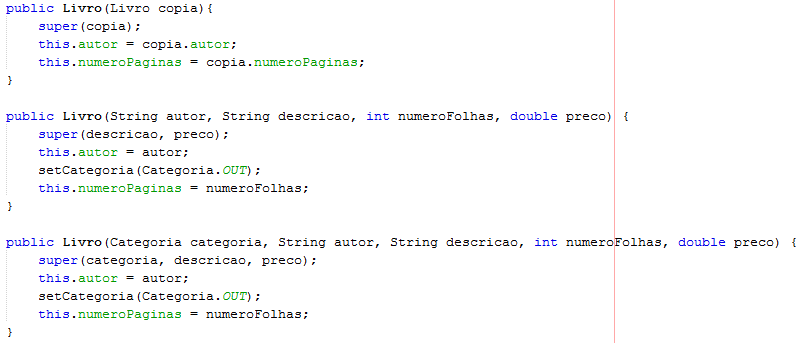 public Livro(Livro copia){
    super(copia);
    this.autor = copia.autor;
    this.numeroPaginas = copia.numeroPaginas;
}

public Livro(String autor, String descricao, int numeroFolhas, double preco) {
    super(descricao, preco);
    this.autor = autor;
    setCategoria(Categoria.OUT);
    this.numeroPaginas = numeroFolhas;
}

public Livro(Categoria categoria, String autor, String descricao, int numeroFolhas, double preco) {
    super(categoria, descricao, preco);
    this.autor = autor;
    setCategoria(Categoria.OUT);
    this.numeroPaginas = numeroFolhas;
}